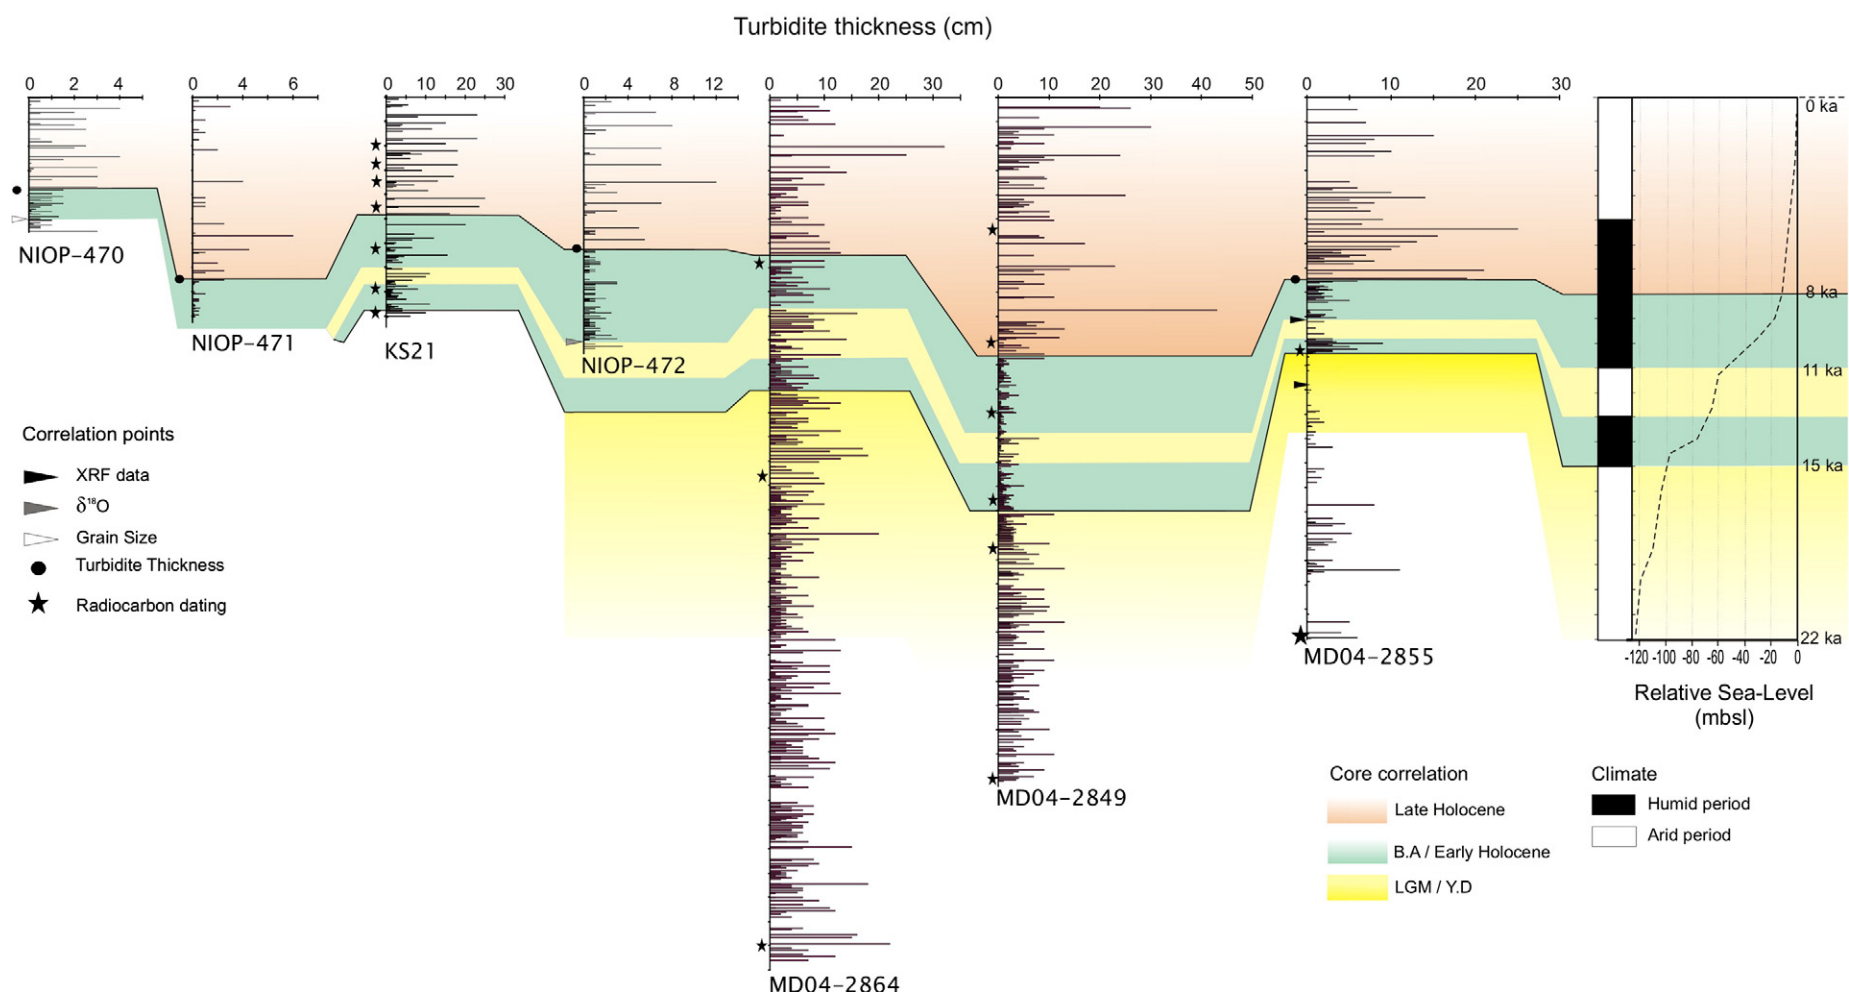 Turbidite thickness (cm)
0 2 4
0 4 6
0 10 20 30
0 4 8 12
0 10 20 30
0 10 20 30 40 50
0 10 20 30
0 ka
NIOP-470
8 ka
NIOP-471
KS21
NIOP-472
11 ka
Correlation points
XRF data
δ¹⁸O
Grain Size
Turbidite Thickness
Radiocarbon dating
15 ka
22 ka
MD04-2855
-120 -100 -80 -60 -40 -20 0
Relative Sea-Level
(mbsl)
MD04-2849
MD04-2864
Core correlation
Late Holocene
B.A / Early Holocene
LGM / Y.D
Climate
Humid period
Arid period